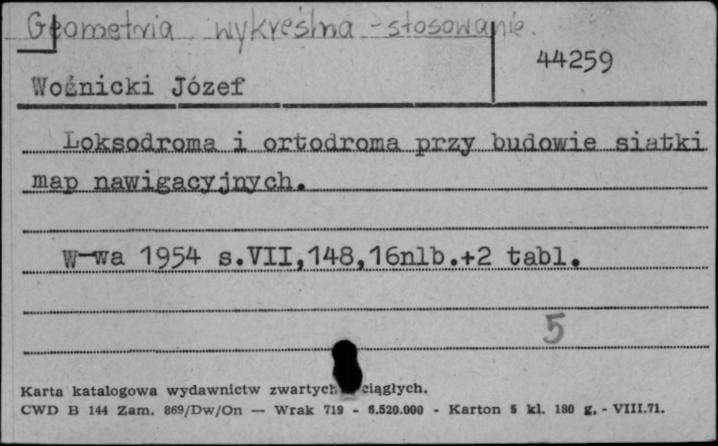 Geometria wykreślna - stosowanie.
44259
Woźnicki Józef
Loksodroma i ortodroma przy budowie siatki
map nawigacyjnych.
W-wa 1954 s.VII,148,16nlb.+2 tabl.
5
Karta katalogowa wydawnictw zwartych ciągłych.
CWD B 144 Zam. 869/Dw/On — Wrak 719 - 6.520.000 - Karton 5 kl. 180 g. - VIII.71.